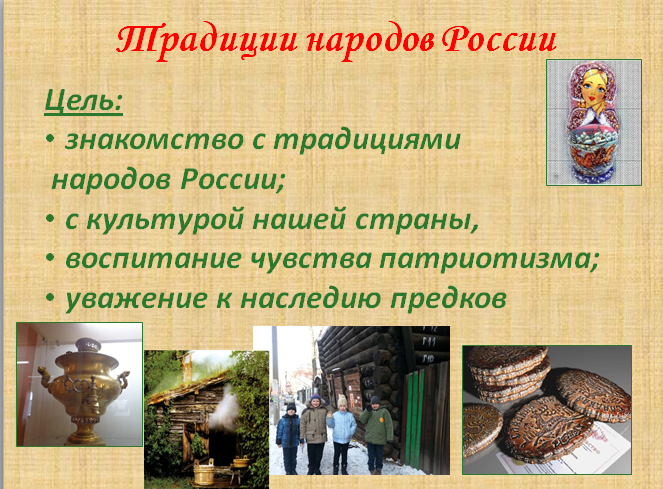 Традиции народов России
Цель:
• знакомство с традициями
народов России;
• с культурой нашей страны,
• воспитание чувства патриотизма;
• уважение к наследию предков